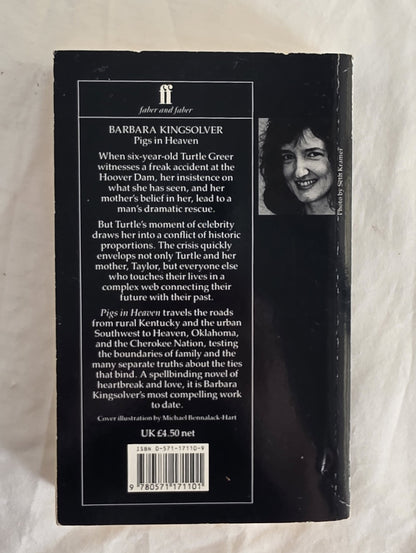 ff
faber and faber
BARBARA KINGSOLVER
Pigs in Heaven
When six-year-old Turtle Greer
witnesses a freak accident at the
Hoover Dam, her insistence on
what she has seen, and her
mother's belief in her, lead to a
man's dramatic rescue.
But Turtle's moment of celebrity
draws her into a conflict of historic
proportions. The crisis quickly
envelops not only Turtle and her
mother, Taylor, but everyone else
who touches their lives in a
complex web connecting their
future with their past.
Pigs in Heaven travels the roads
from rural Kentucky and the urban
Southwest to Heaven, Oklahoma,
and the Cherokee Nation, testing
the boundaries of family and the
many separate truths about the ties
that bind. A spellbinding novel of
heartbreak and love, it is Barbara
Kingsolver's most compelling work
to date.
Cover illustration by Michael Bennalack-Hart
UK £4.50 net
ISBN 0-571-17110-9
9 780571 171101
Photo by Seth Kramer